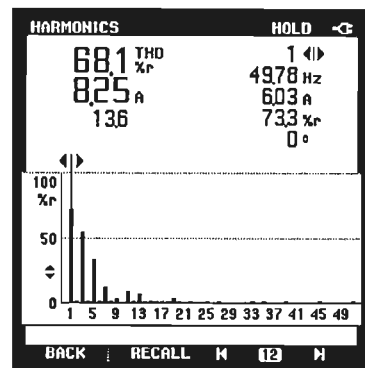 HARMONICS HOLD
68.1 THD %r
8.25 A
13.6
1
49.78 Hz
6.03 A
73.3 %r
0 °
100
%r
50
0
1 5 9 13 17 21 25 29 33 37 41 45 49
BACK RECALL 12